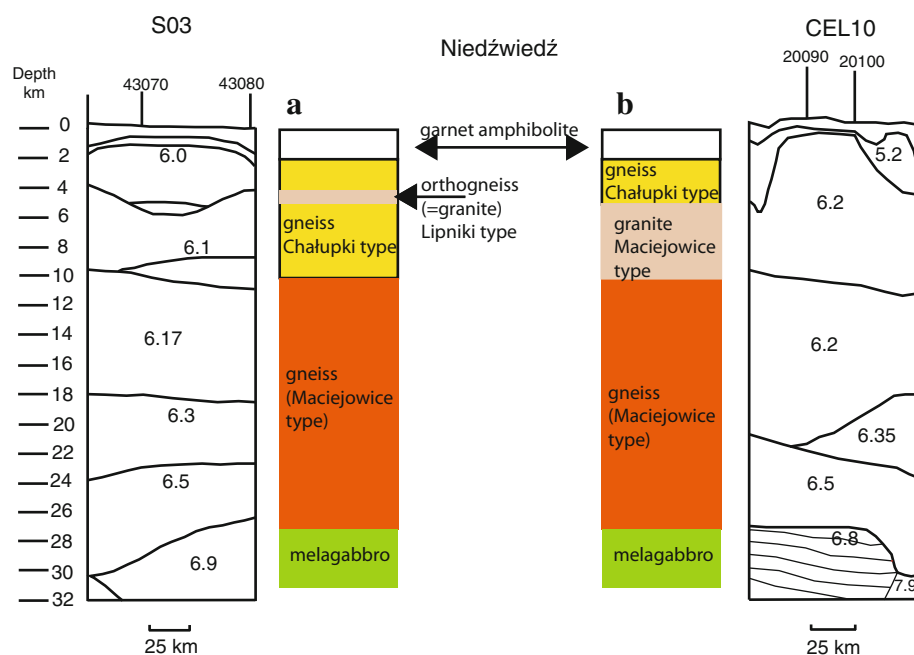 S03
Niedźwiedź
CEL10
Depth
km
43070
43080
20090
20100
a
b
0
2
4
6
8
10
12
14
16
18
20
22
24
26
28
30
32
6.0
6.1
6.17
6.3
6.5
6.9
25 km
gneiss
Chałupki type
gneiss
(Maciejowice
type)
melagabbro
garnet amphibolite
orthogneiss
(=granite)
Lipniki type
gneiss
Chałupki type
granite
Maciejowice
type
gneiss
(Maciejowice
type)
melagabbro
5.2
6.2
6.2
6.35
6.5
6.8
7.9
25 km